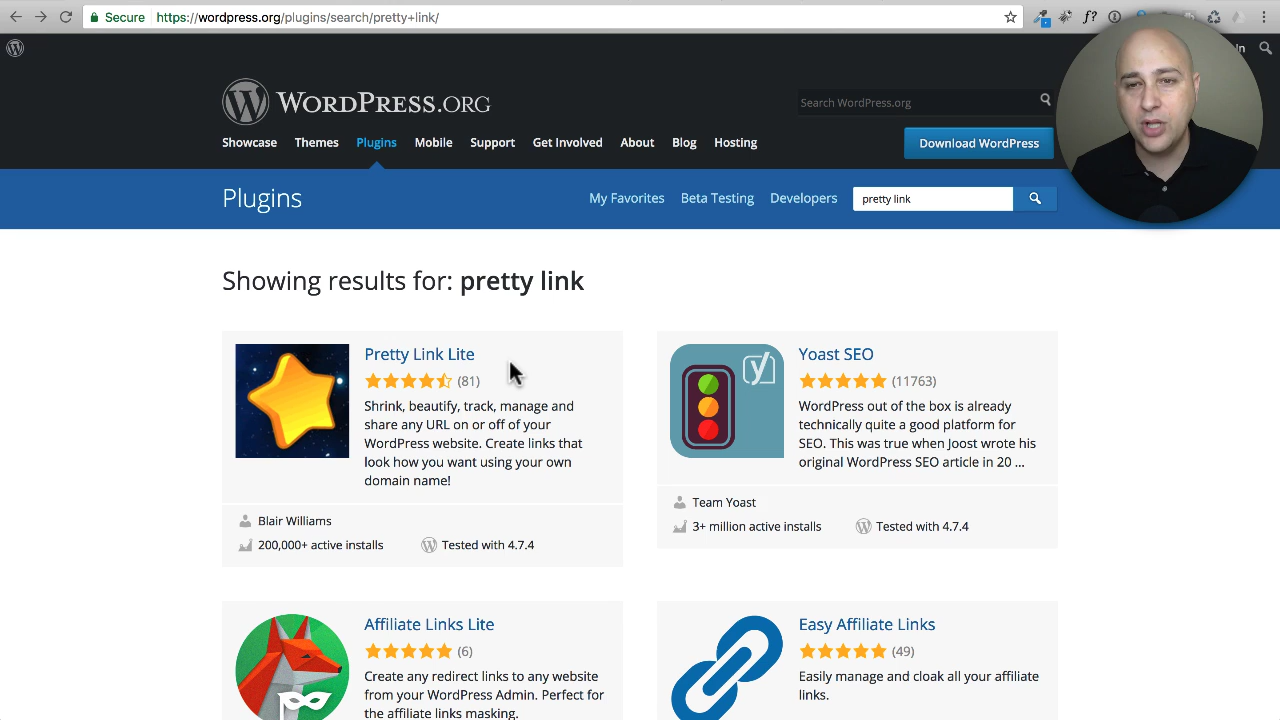 Secure https://wordpress.org/plugins/search/pretty+link/
f?
In
WORDPRESS.ORG
Search WordPress.org
Showcase Themes Plugins Mobile Support Get Involved About Blog Hosting
Download WordPress
Plugins
My Favorites Beta Testing Developers
pretty link
Showing results for: pretty link
Pretty Link Lite
(81)
Shrink, beautify, track, manage and
share any URL on or off of your
WordPress website. Create links that
look how you want using your own
domain name!
Blair Williams
200,000+ active installs
Tested with 4.7.4
Yoast SEO
(11763)
WordPress out of the box is already
technically quite a good platform for
SEO. This was true when Joost wrote his
original WordPress SEO article in 20 ...
Team Yoast
3+ million active installs
Tested with 4.7.4
Affiliate Links Lite
(6)
Create any redirect links to any website
from your WordPress Admin. Perfect for
the affiliate links masking.
Easy Affiliate Links
(49)
Easily manage and cloak all your affiliate
links.